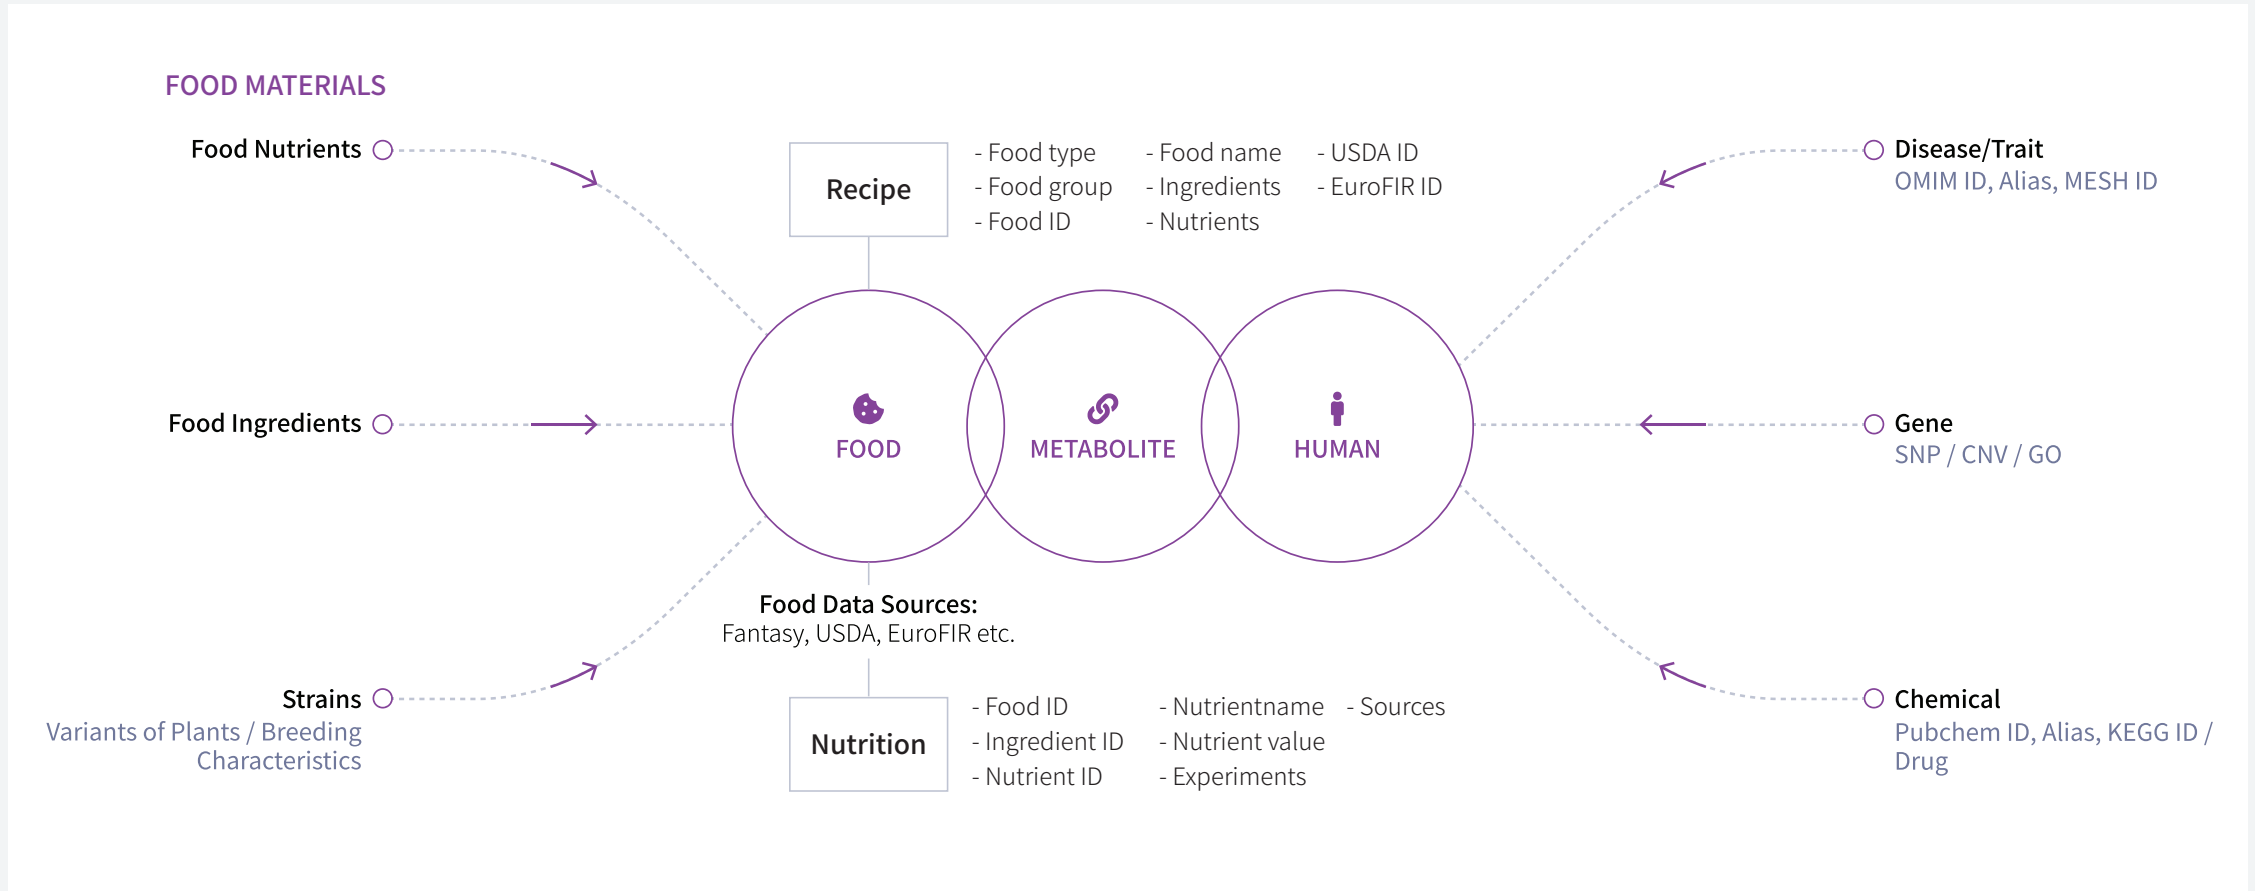 FOOD MATERIALS
Food Nutrients
Food Ingredients
Strains
Variants of Plants / Breeding
Characteristics
Recipe
- Food type
- Food group
- Food ID
- Food name
- Ingredients
- Nutrients
- USDA ID
- EuroFIR ID
FOOD
METABOLITE
HUMAN
Food Data Sources:
Fantasy, USDA, EuroFIR etc.
Nutrition
- Food ID
- Ingredient ID
- Nutrient ID
- Nutrientname
- Nutrient value
- Experiments
- Sources
Disease/Trait
OMIM ID, Alias, MESH ID
Gene
SNP / CNV / GO
Chemical
Pubchem ID, Alias, KEGG ID /
Drug